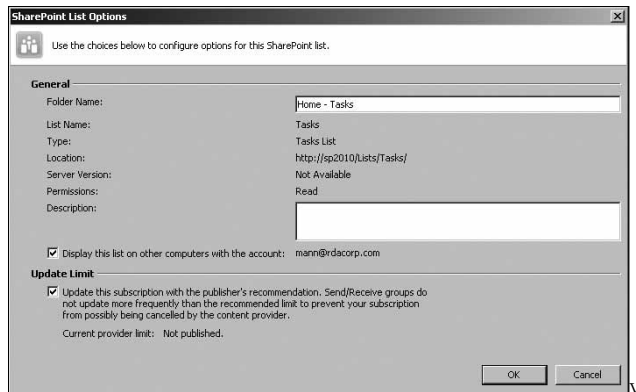 SharePoint List Options
Use the choices below to configure options for this SharePoint list.
General
Folder Name: Home - Tasks
List Name: Tasks
Type: Tasks List
Location: http://sp2010/Lists/Tasks/
Server Version: Not Available
Permissions: Read
Description:
Display this list on other computers with the account: mann@rdacorp.com
Update Limit
Update this subscription with the publisher's recommendation. Send/Receive groups do
not update more frequently than the recommended limit to prevent your subscription
from possibly being cancelled by the content provider.
Current provider limit: Not published.
OK Cancel